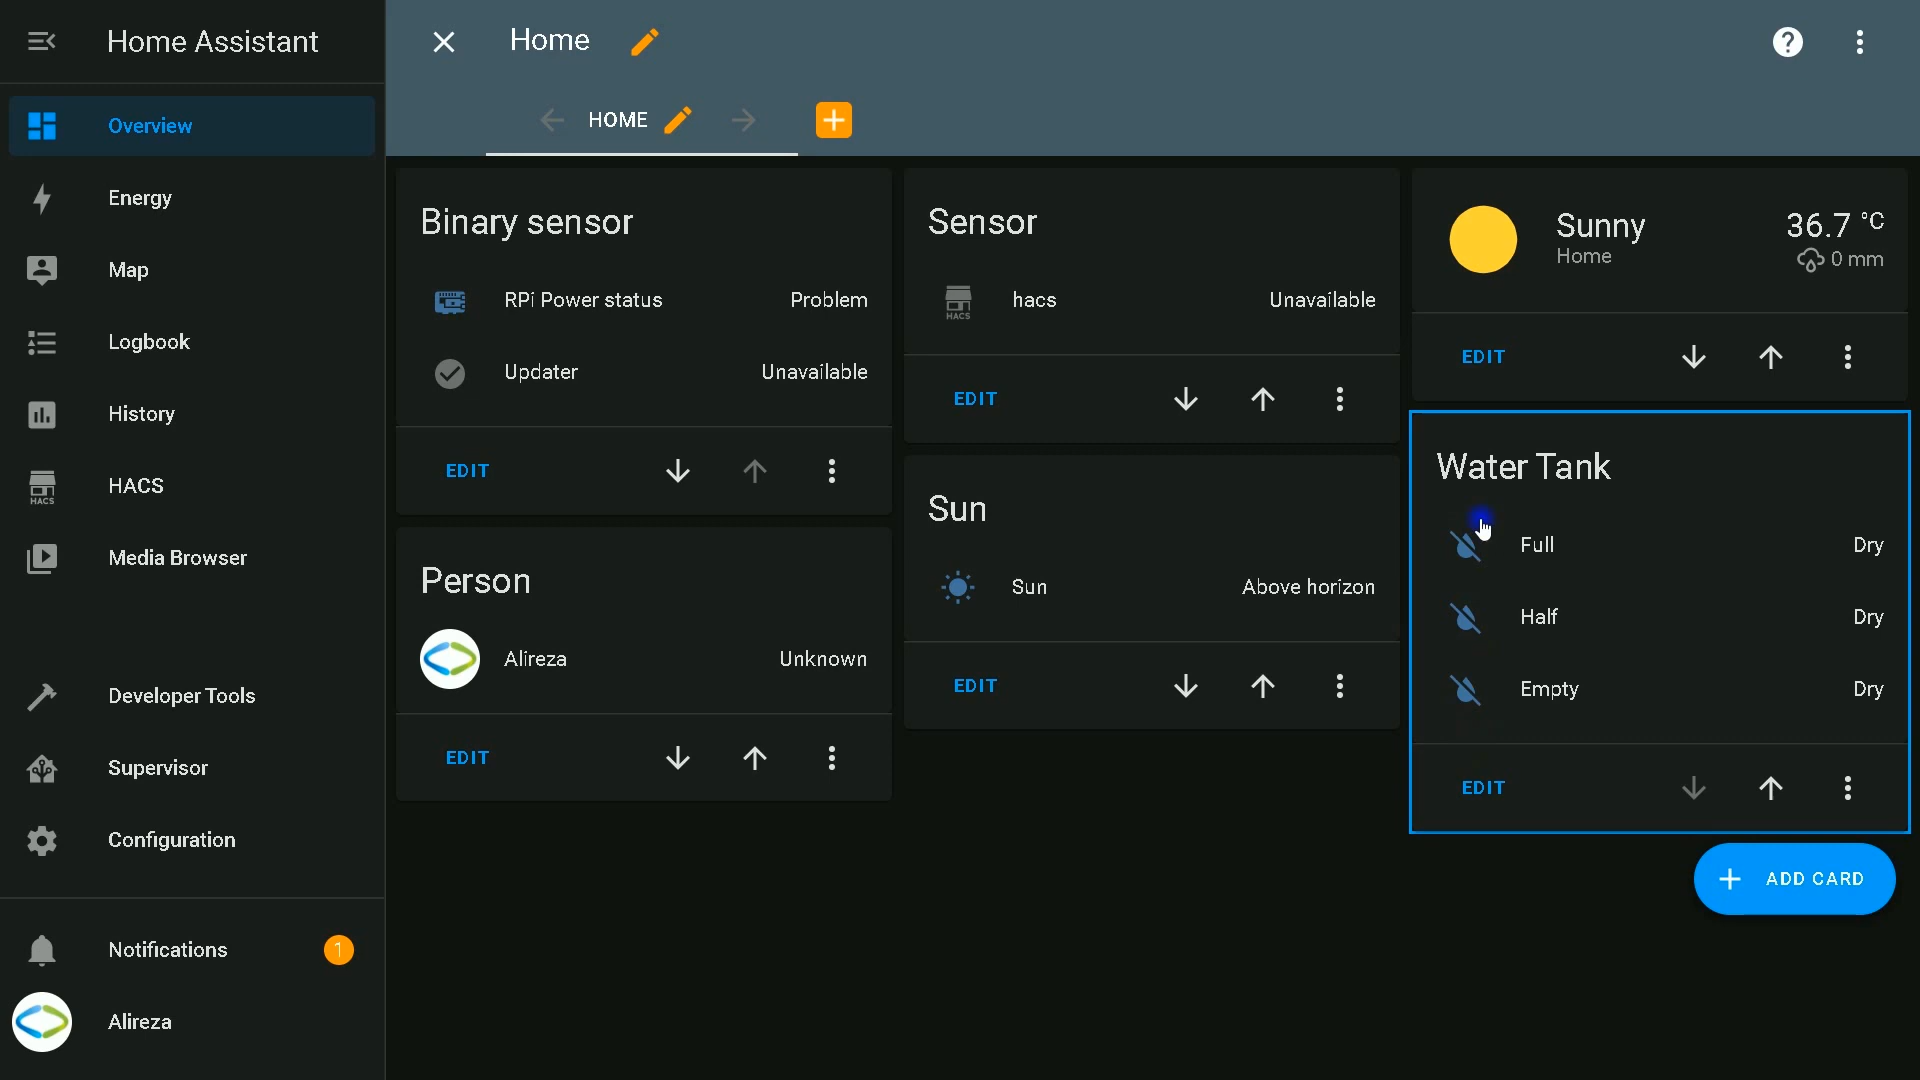 Home Assistant
Overview
Energy
Map
Logbook
History
HACS
HACS
Media Browser
Developer Tools
Supervisor
Configuration
Notifications 1
Alireza
Home
HOME
Binary sensor
RPi Power status Problem
Updater Unavailable
EDIT
Person
Alireza Unknown
EDIT
Sensor
HACS
hacs Unavailable
EDIT
Sun
Sun Above horizon
EDIT
Sunny 36.7 °C
Home 0 mm
EDIT
Water Tank
Full Dry
Half Dry
Empty Dry
EDIT
ADD CARD